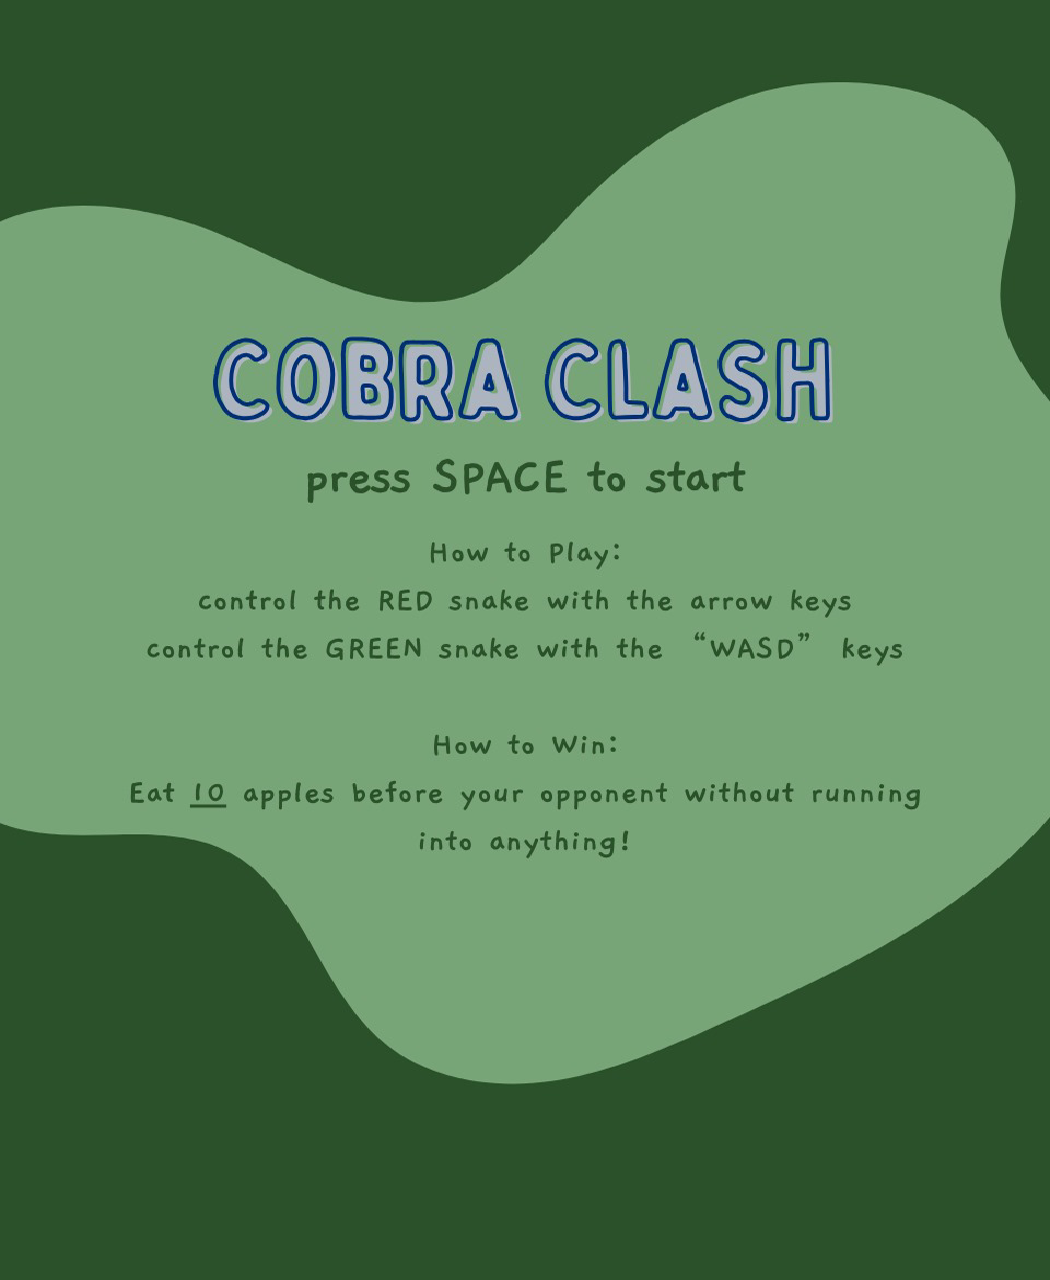 COBRA CLASH
press SPACE to start
How to Play:
control the RED snake with the arrow keys
control the GREEN snake with the “WASD” keys
How to Win:
Eat 10 apples before your opponent without running
into anything!